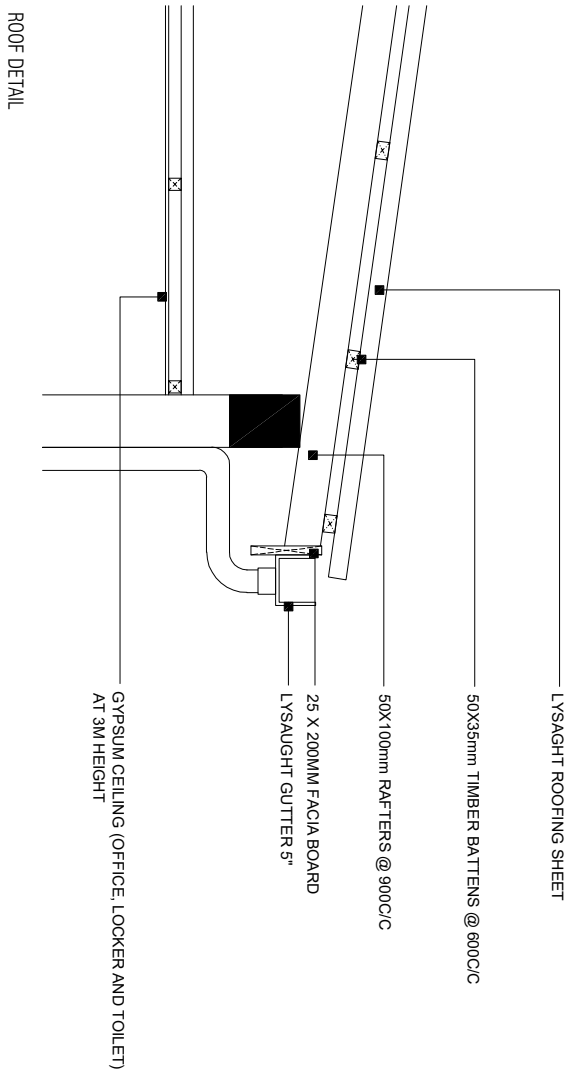 LYSAGHT ROOFING SHEET
50X35mm TIMBER BATTENS @ 600C/C
50X100mm RAFTERS @ 900C/C
25 X 200MM FACIA BOARD
LYSAUGHT GUTTER 5"
GYPSUM CEILING (OFFICE, LOCKER AND TOILET)
AT 3M HEIGHT
ROOF DETAIL